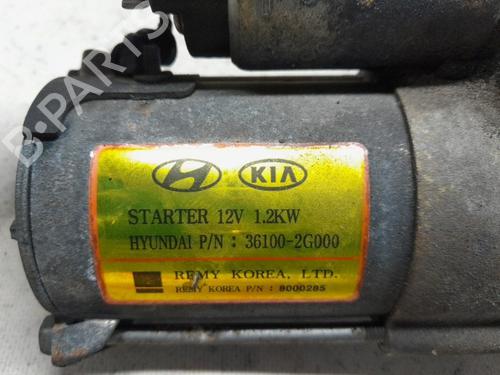 B-PARTS
KIA
STARTER 12V 1.2KW
HYUNDAI P/N : 36100-2G000
REMY KOREA, LTD.
REMY KOREA P/N : 8000285